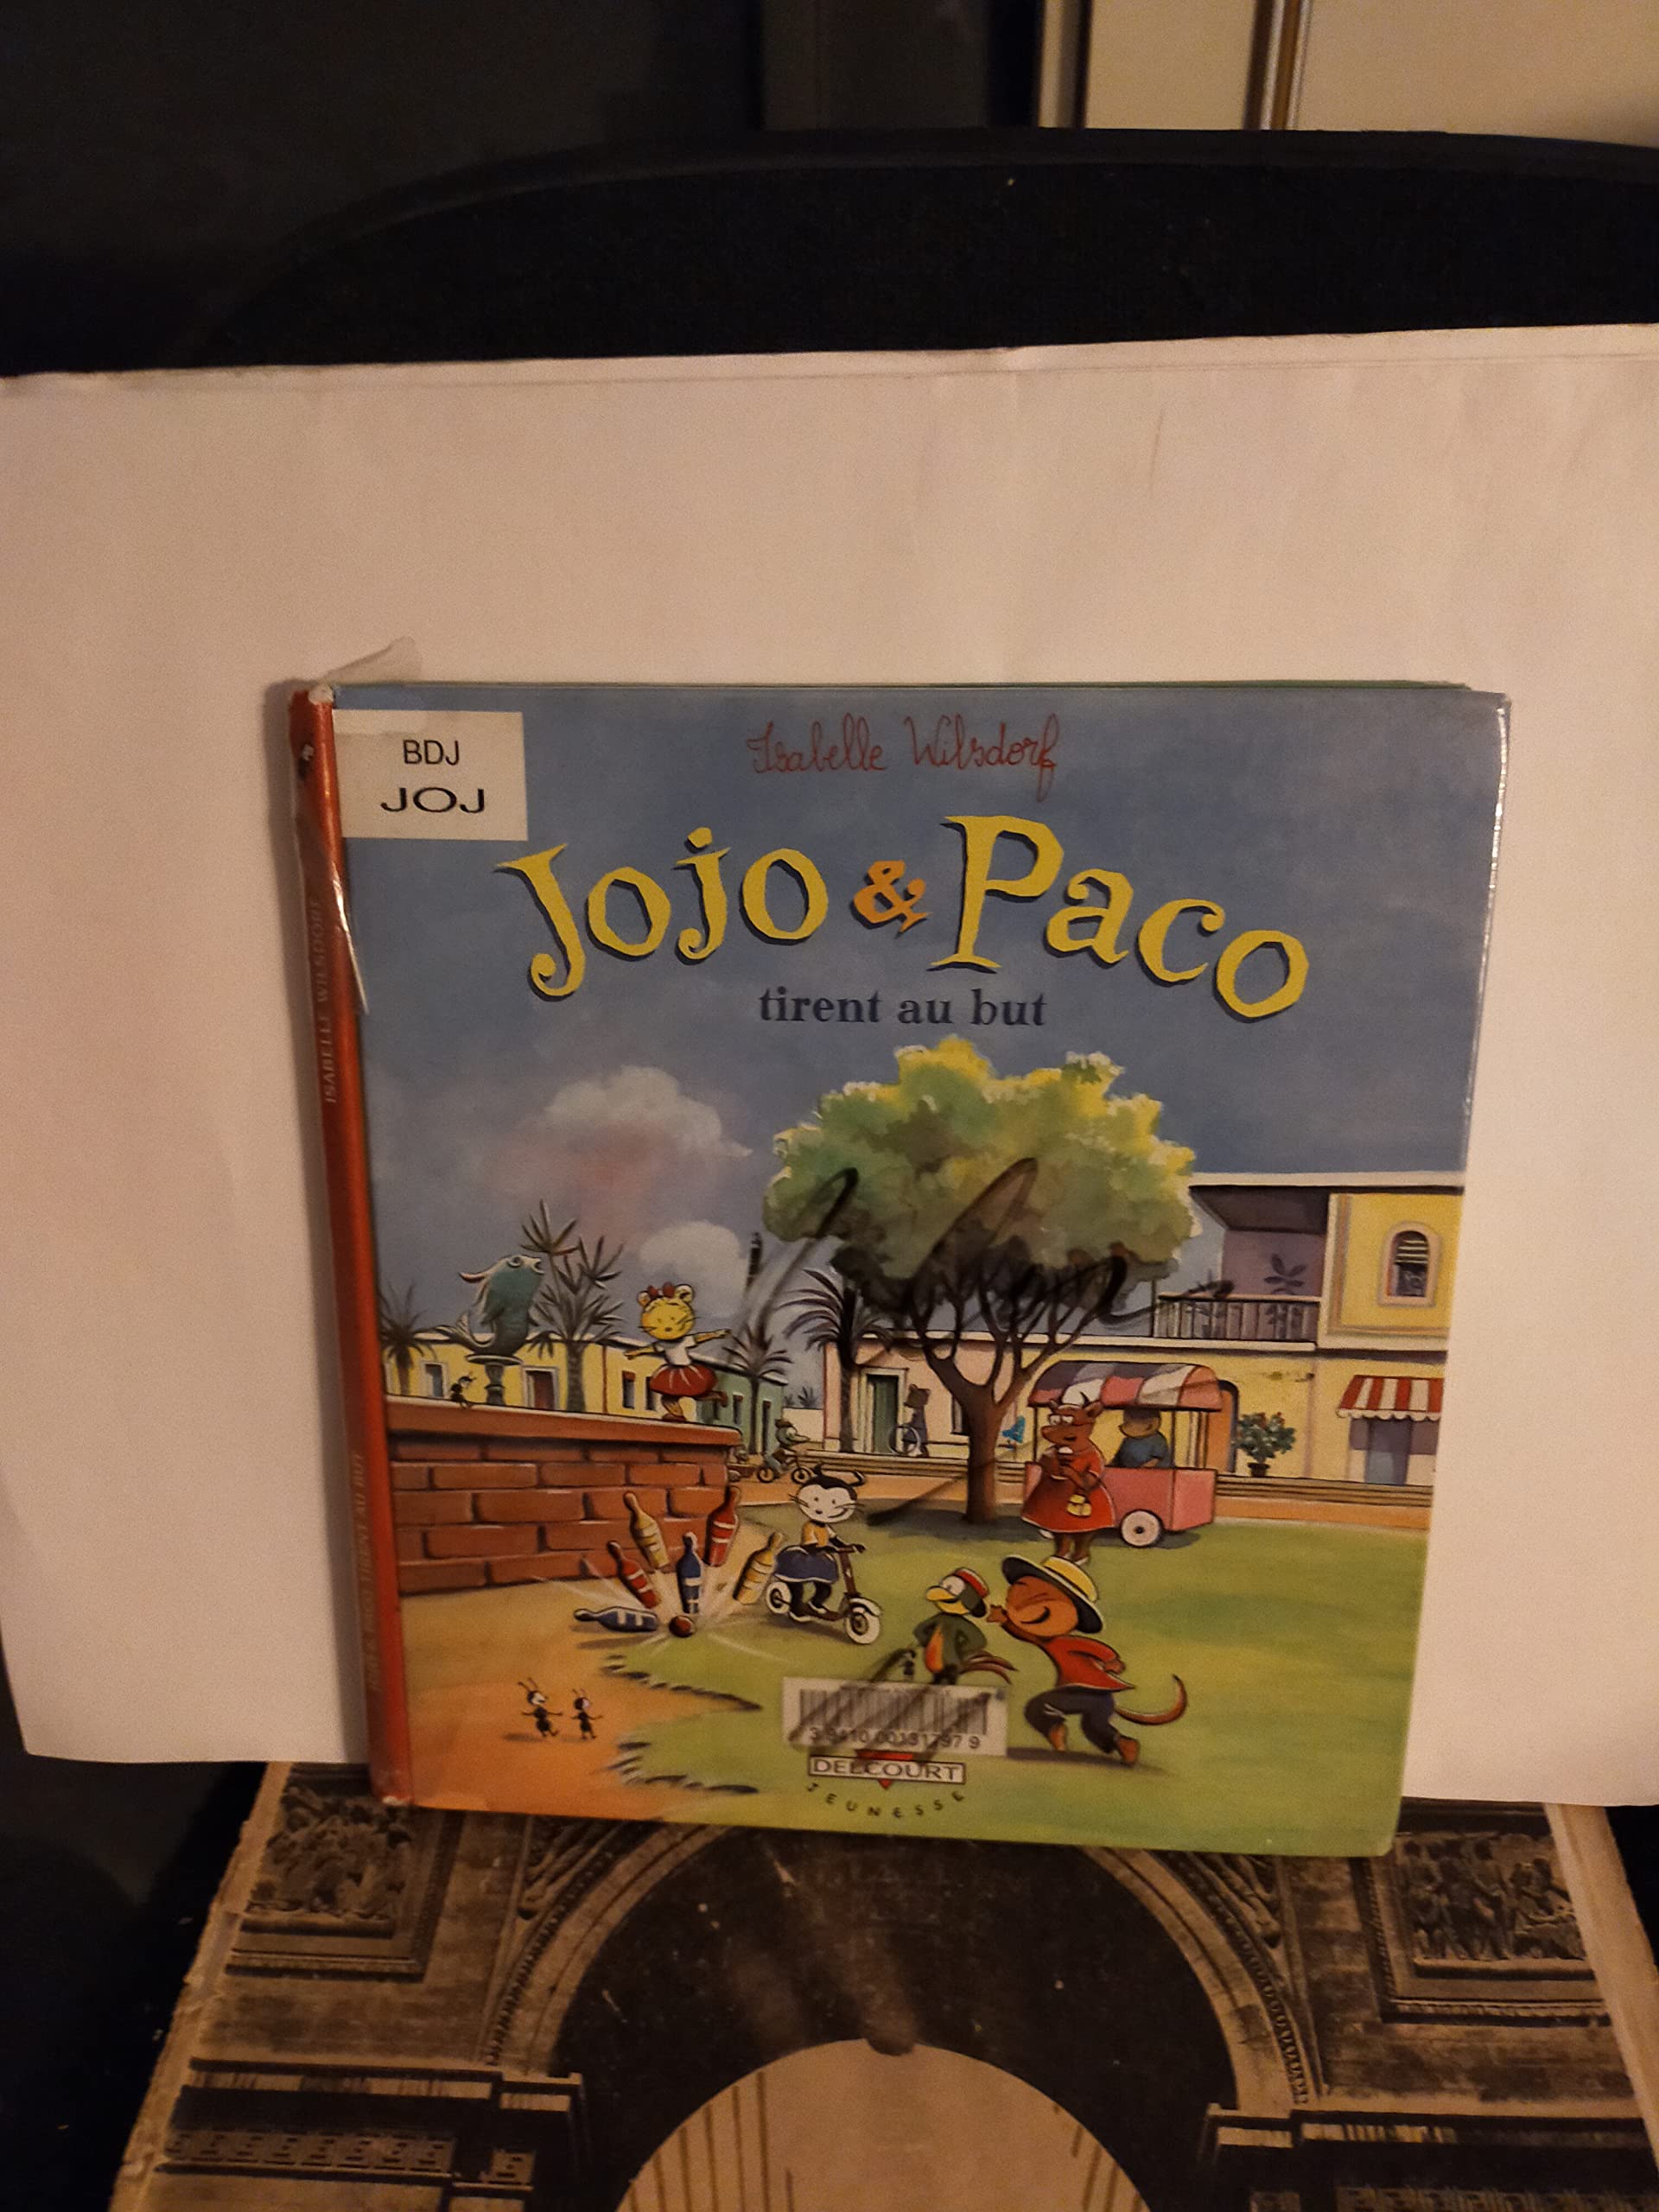 BDJ
JOJ
Isabelle Wilsdorf
Jojo & Paco
tirent au but
ISABELLE WILSDORF
DELCOURT
JEUNESSE